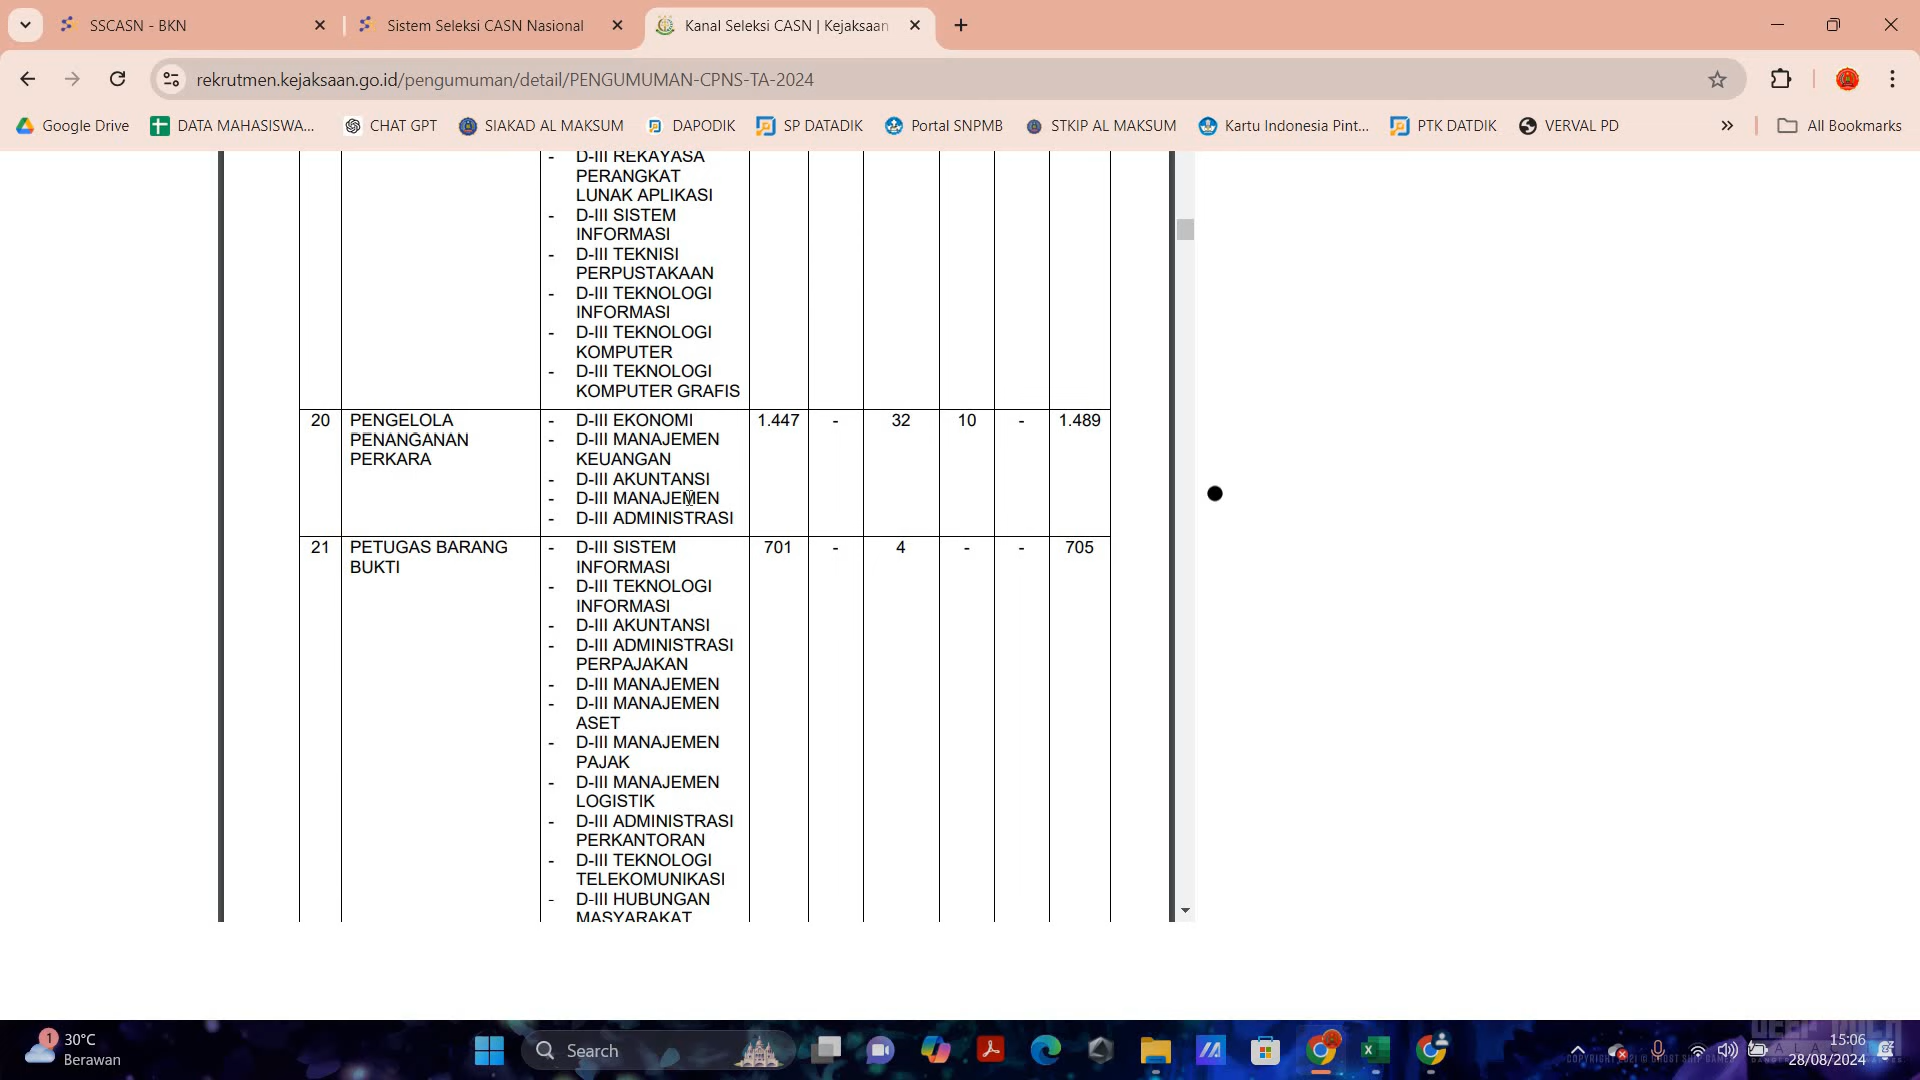 SSCASN - BKN
Sistem Seleksi CASN Nasional
Kanal Seleksi CASN | Kejaksaan
rekrutmen.kejaksaan.go.id/pengumuman/detail/PENGUMUMAN-CPNS-TA-2024
Google Drive
DATA MAHASISWA...
CHAT GPT
SIAKAD AL MAKSUM
DAPODIK
SP DATADIK
Portal SNPMB
STKIP AL MAKSUM
Kartu Indonesia Pint...
PTK DATDIK
VERVAL PD
»
All Bookmarks
- D-III REKAYASA
PERANGKAT
LUNAK APLIKASI
- D-III SISTEM
INFORMASI
- D-III TEKNISI
PERPUSTAKAAN
- D-III TEKNOLOGI
INFORMASI
- D-III TEKNOLOGI
KOMPUTER
- D-III TEKNOLOGI
KOMPUTER GRAFIS
20 PENGELOLA - D-III EKONOMI 1.447 - 32 10 - 1.489
PENANGANAN - D-III MANAJEMEN
PERKARA KEUANGAN
- D-III AKUNTANSI
- D-III MANAJEMEN
- D-III ADMINISTRASI
21 PETUGAS BARANG - D-III SISTEM 701 - 4 - - 705
BUKTI INFORMASI
- D-III TEKNOLOGI
INFORMASI
- D-III AKUNTANSI
- D-III ADMINISTRASI
PERPAJAKAN
- D-III MANAJEMEN
- D-III MANAJEMEN
ASET
- D-III MANAJEMEN
PAJAK
- D-III MANAJEMEN
LOGISTIK
- D-III ADMINISTRASI
PERKANTORAN
- D-III TEKNOLOGI
TELEKOMUNIKASI
- D-III HUBUNGAN
MASYARAKAT
1
30°C
Berawan
Search
15:06
28/08/2024